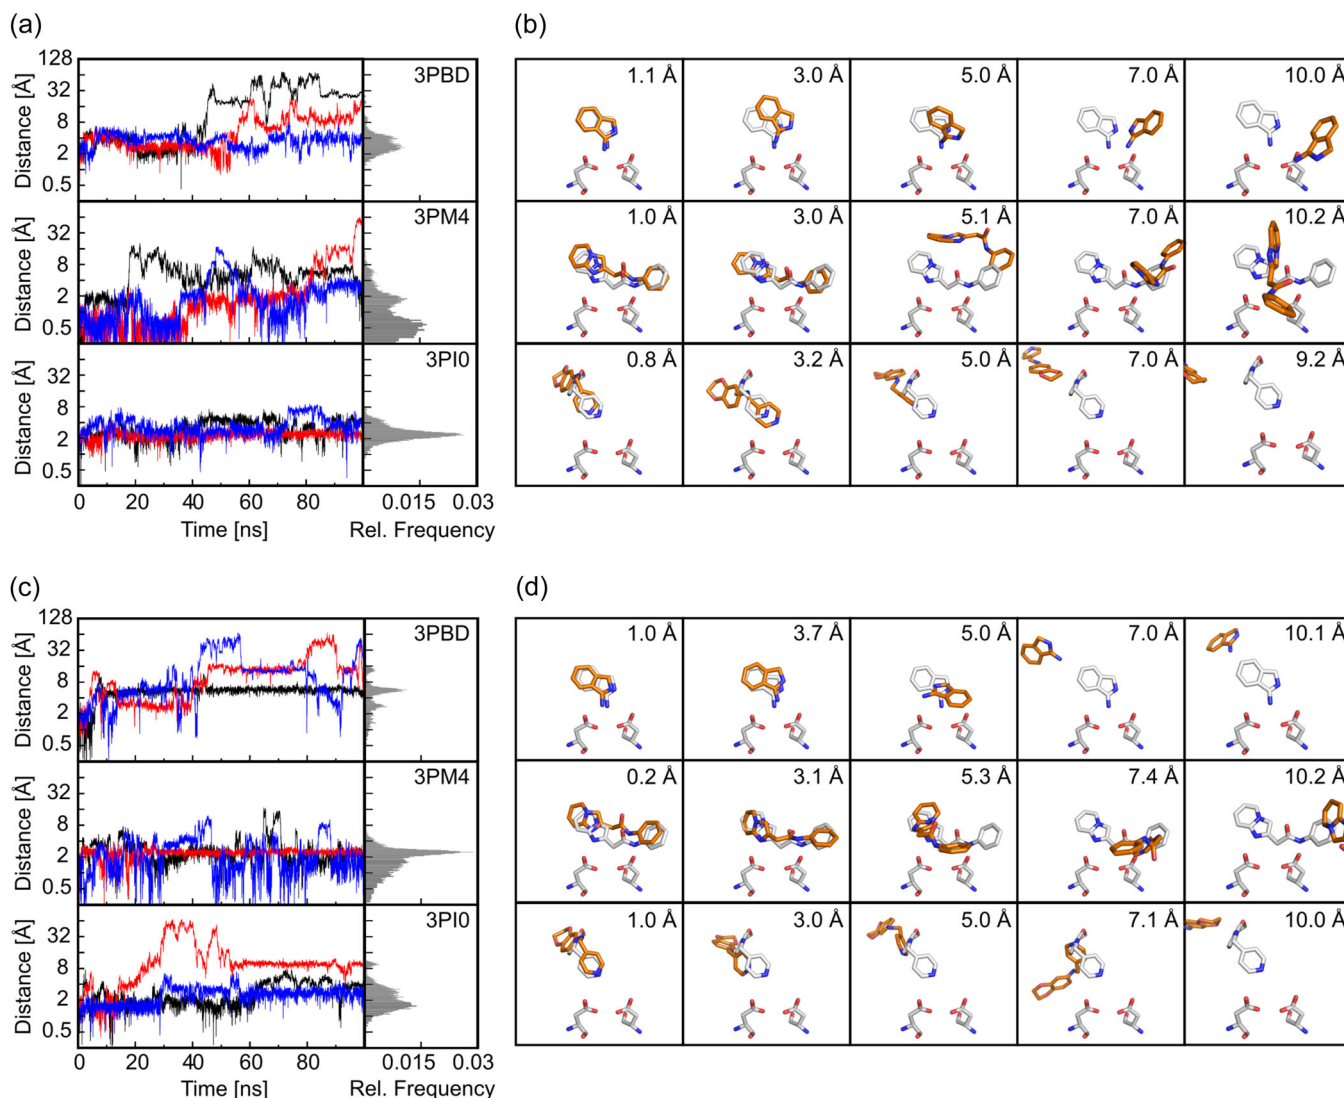 (a)
(b)
128
32
8
2
0.5
Distance [Å]
3PBD
1.1 Å
3.0 Å
5.0 Å
7.0 Å
10.0 Å
32
8
2
0.5
Distance [Å]
3PM4
1.0 Å
3.0 Å
5.1 Å
7.0 Å
10.2 Å
32
8
2
0.5
Distance [Å]
3PI0
0.8 Å
3.2 Å
5.0 Å
7.0 Å
9.2 Å
0 20 40 60 80
0.015 0.03
Time [ns]
Rel. Frequency
(c)
(d)
128
32
8
2
0.5
Distance [Å]
3PBD
1.0 Å
3.7 Å
5.0 Å
7.0 Å
10.1 Å
32
8
2
0.5
Distance [Å]
3PM4
0.2 Å
3.1 Å
5.3 Å
7.4 Å
10.2 Å
32
8
2
0.5
Distance [Å]
3PI0
1.0 Å
3.0 Å
5.0 Å
7.1 Å
10.0 Å
0 20 40 60 80
0.015 0.03
Time [ns]
Rel. Frequency